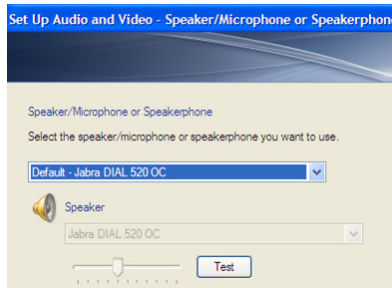 Set Up Audio and Video - Speaker/Microphone or Speakerphon
Speaker/Microphone or Speakerphone
Select the speaker/microphone or speakerphone you want to use.
Default - Jabra DIAL 520 OC
Speaker
Jabra DIAL 520 OC
Test